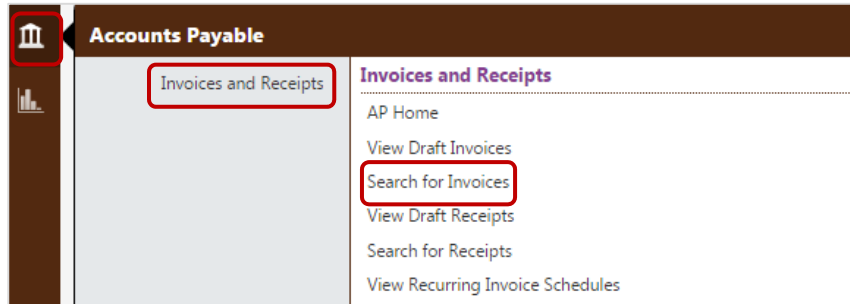 Accounts Payable
Invoices and Receipts
Invoices and Receipts
AP Home
View Draft Invoices
Search for Invoices
View Draft Receipts
Search for Receipts
View Recurring Invoice Schedules